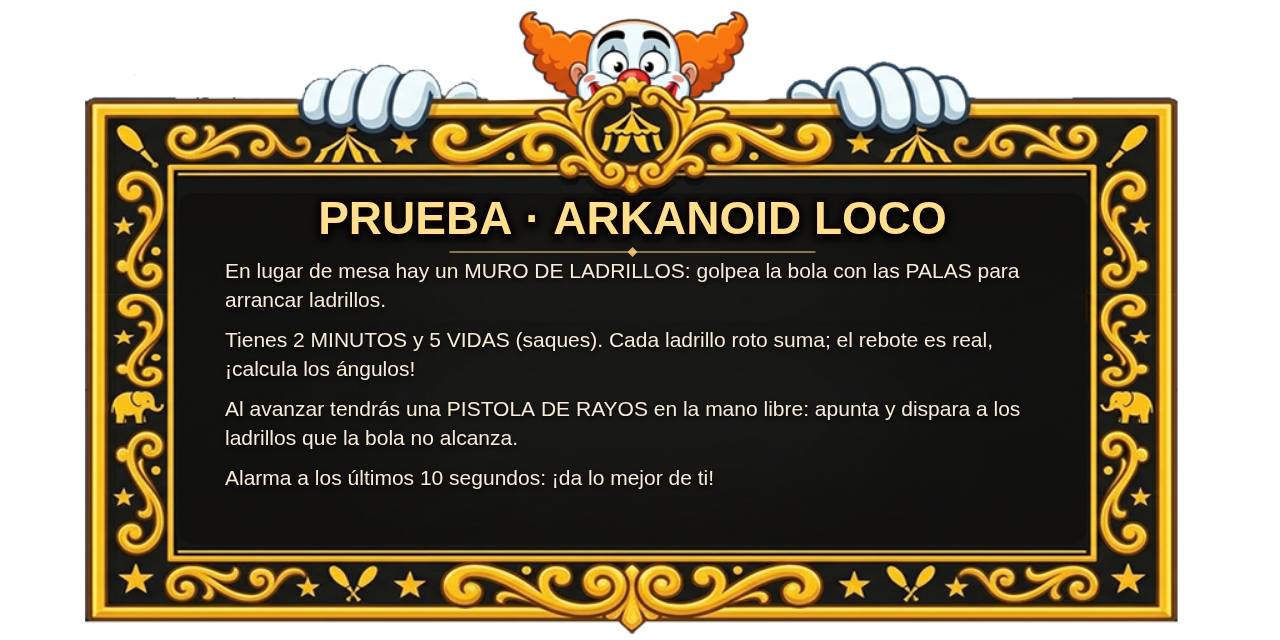 PRUEBA · ARKANOID LOCO
En lugar de mesa hay un MURO DE LADRILLOS: golpea la bola con las PALAS para
arrancar ladrillos.
Tienes 2 MINUTOS y 5 VIDAS (saques). Cada ladrillo roto suma; el rebote es real,
¡calcula los ángulos!
Al avanzar tendrás una PISTOLA DE RAYOS en la mano libre: apunta y dispara a los
ladrillos que la bola no alcanza.
Alarma a los últimos 10 segundos: ¡da lo mejor de ti!